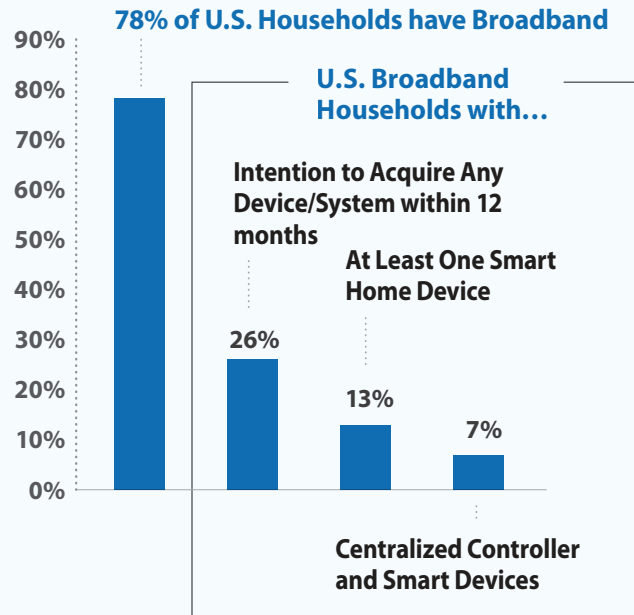 78% of U.S. Households have Broadband
90%
80%
70%
60%
50%
40%
30%
20%
10%
0%
U.S. Broadband
Households with...
Intention to Acquire Any
Device/System within 12
months
At Least One Smart
Home Device
26%
13%
7%
Centralized Controller
and Smart Devices